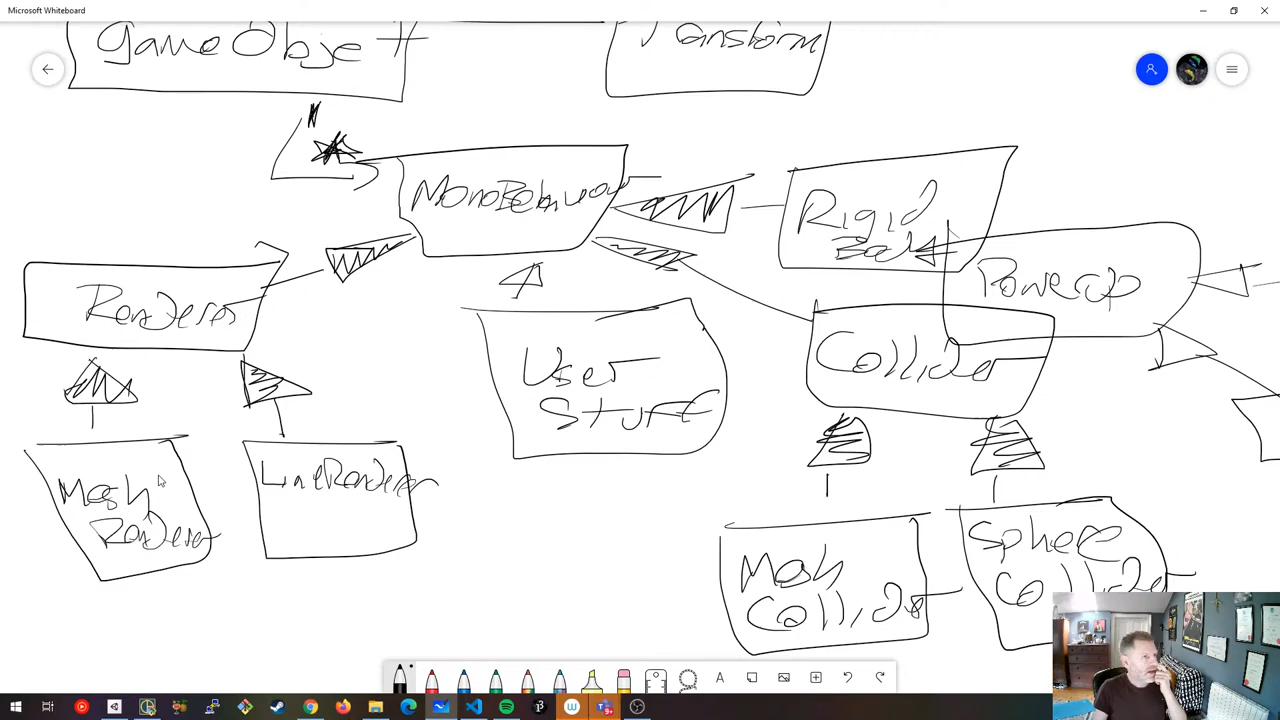 Microsoft Whiteboard
gameObject
Transform
MonoBehaviour
Rigid
Body
Powerup
Renderer
Collider
User
Stuff
Mesh
Renderer
LineRenderer
Mesh
Collider
Sphere
Collider